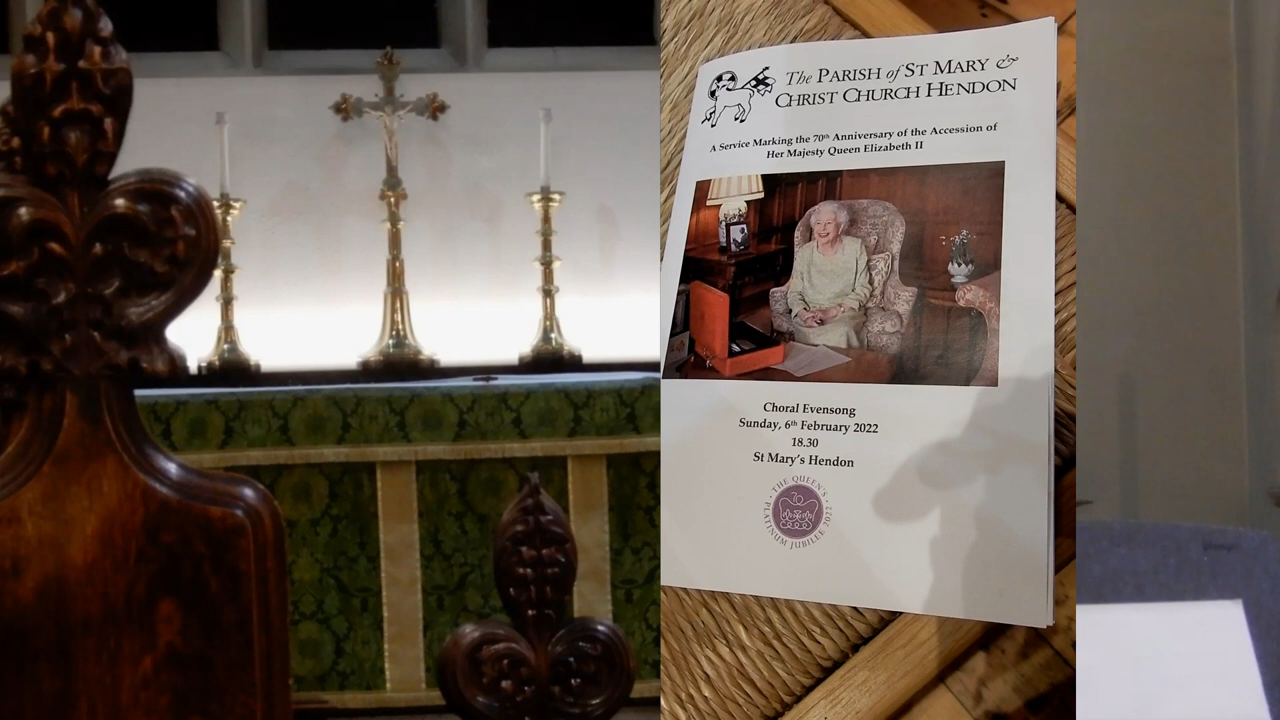 The PARISH of ST MARY &
CHRIST CHURCH HENDON
A Service Marking the 70th Anniversary of the Accession of
Her Majesty Queen Elizabeth II
Choral Evensong
Sunday, 6th February 2022
18.30
St Mary's Hendon
THE QUEEN'S
70
PLATINUM JUBILEE 2022